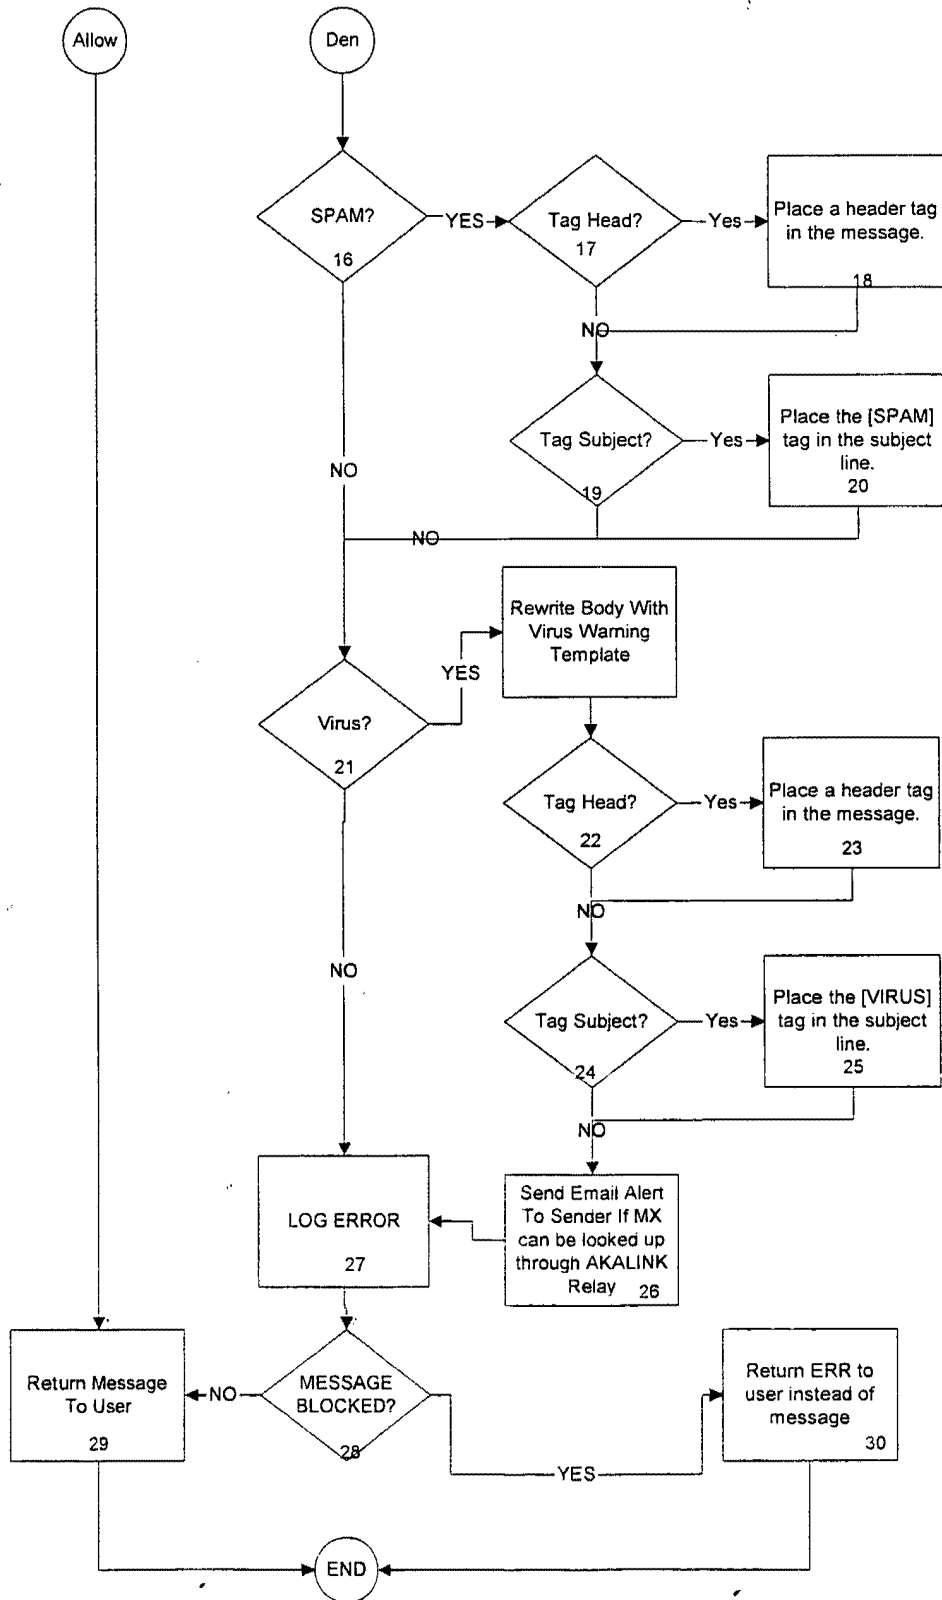 Allow
Den
SPAM?
16
YES
Tag Head?
17
Yes
Place a header tag
in the message.
18
NO
Tag Subject?
19
Yes
Place the [SPAM]
tag in the subject
line.
20
NO
NO
Rewrite Body With
Virus Warning
Template
YES
Virus?
21
Tag Head?
22
Yes
Place a header tag
in the message.
23
NO
Tag Subject?
24
Yes
Place the [VIRUS]
tag in the subject
line.
25
NO
NO
Send Email Alert
To Sender If MX
can be looked up
through AKALINK
Relay 26
LOG ERROR
27
MESSAGE
BLOCKED?
28
NO
Return Message
To User
29
YES
Return ERR to
user instead of
message
30
END